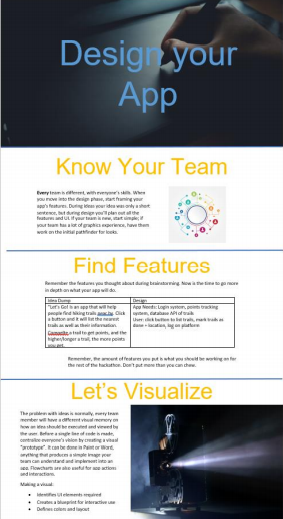 Design your
App
Know Your Team
Every team is different, with everyone's skills. When
you move into the design phase, start forming your
app's features. During Ideas your idea was only a short
sentence, but during design you'll plan out all the
features and UI. If your team is new, start simple; if
your team has a lot of graphics experience, have them
work on the initial pathfinder for looks.
Find Features
Remember the features you thought about during brainstorming. Now is the time to go more
in depth on what your app will do.
Idea Dump
Design
"Let's Go! is an app that will help
people find hiking trails near by. Click
a button and it will list the nearest
trails as well as their information.
Complete a trail to get points, and the
higher/longer a trail, the more points
you get.
App Needs: Login system, points tracking
system, database API of trails
User: click button to list trails, mark trails as
done + location, log on platform
Remember, the amount of features you put is what you should be working on for
the rest of the hackathon. Don't put more than you can chew.
Let's Visualize
The problem with ideas is normally, every team
member will have a different visual memory on
how an idea should be executed and viewed by
the user. Before a single line of code is made,
centralize everyone's vision by creating a visual
"prototype". It can be done in Paint or Word,
anything that produces a simple image your
team can understand and implement into an
app. Flowcharts are also useful for app actions
and interactions.
Making a visual:
• Identifies UI elements required
• Creates a blueprint for interactive use
• Defines colors and layout